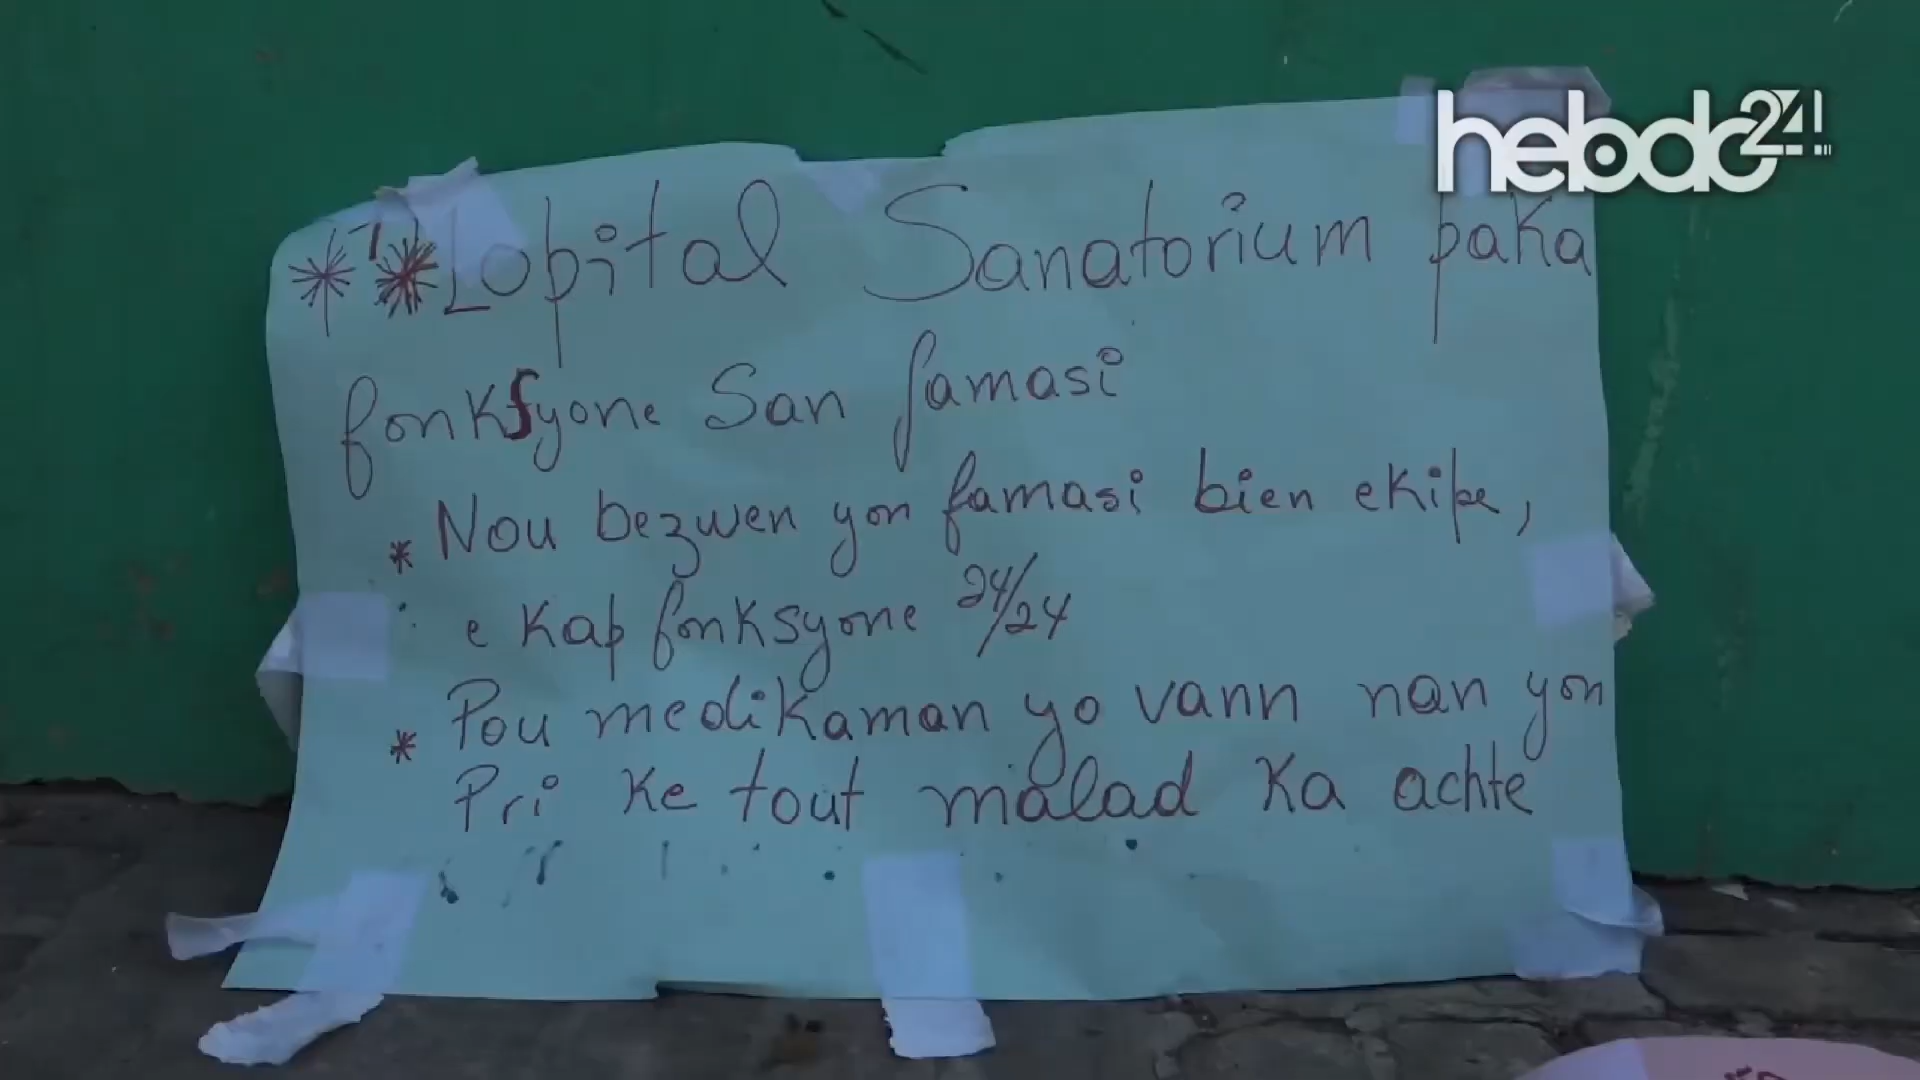 hebdo24!
**Lopital Sanatorium paka
fonksyone San famasi
* Nou bezwen yon famasi bien ekipe,
e kap fonksyone 24/24
* Pou medikaman yo vann nan yon
Pri ke tout malad ka achte